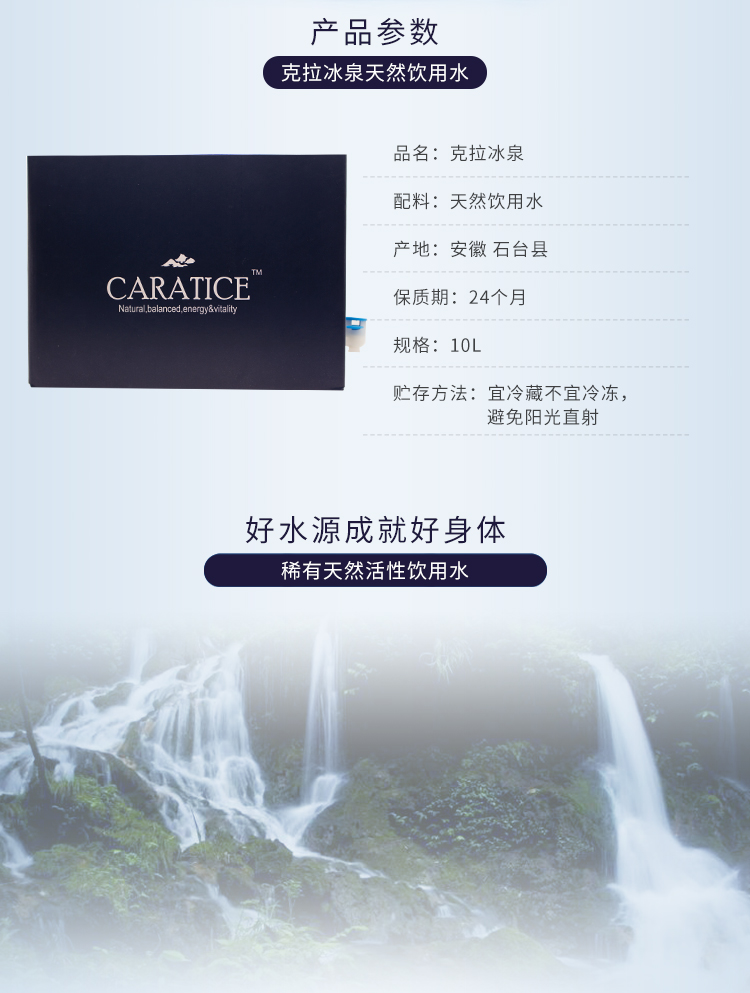 产品参数
克拉冰泉天然饮用水
品名：克拉冰泉
配料：天然饮用水
产地：安徽 石台县
保质期：24个月
规格：10L
贮存方法：宜冷藏不宜冷冻，
避免阳光直射
CARATICE™
Natural,balanced,energy&vitality
好水源成就好身体
稀有天然活性饮用水